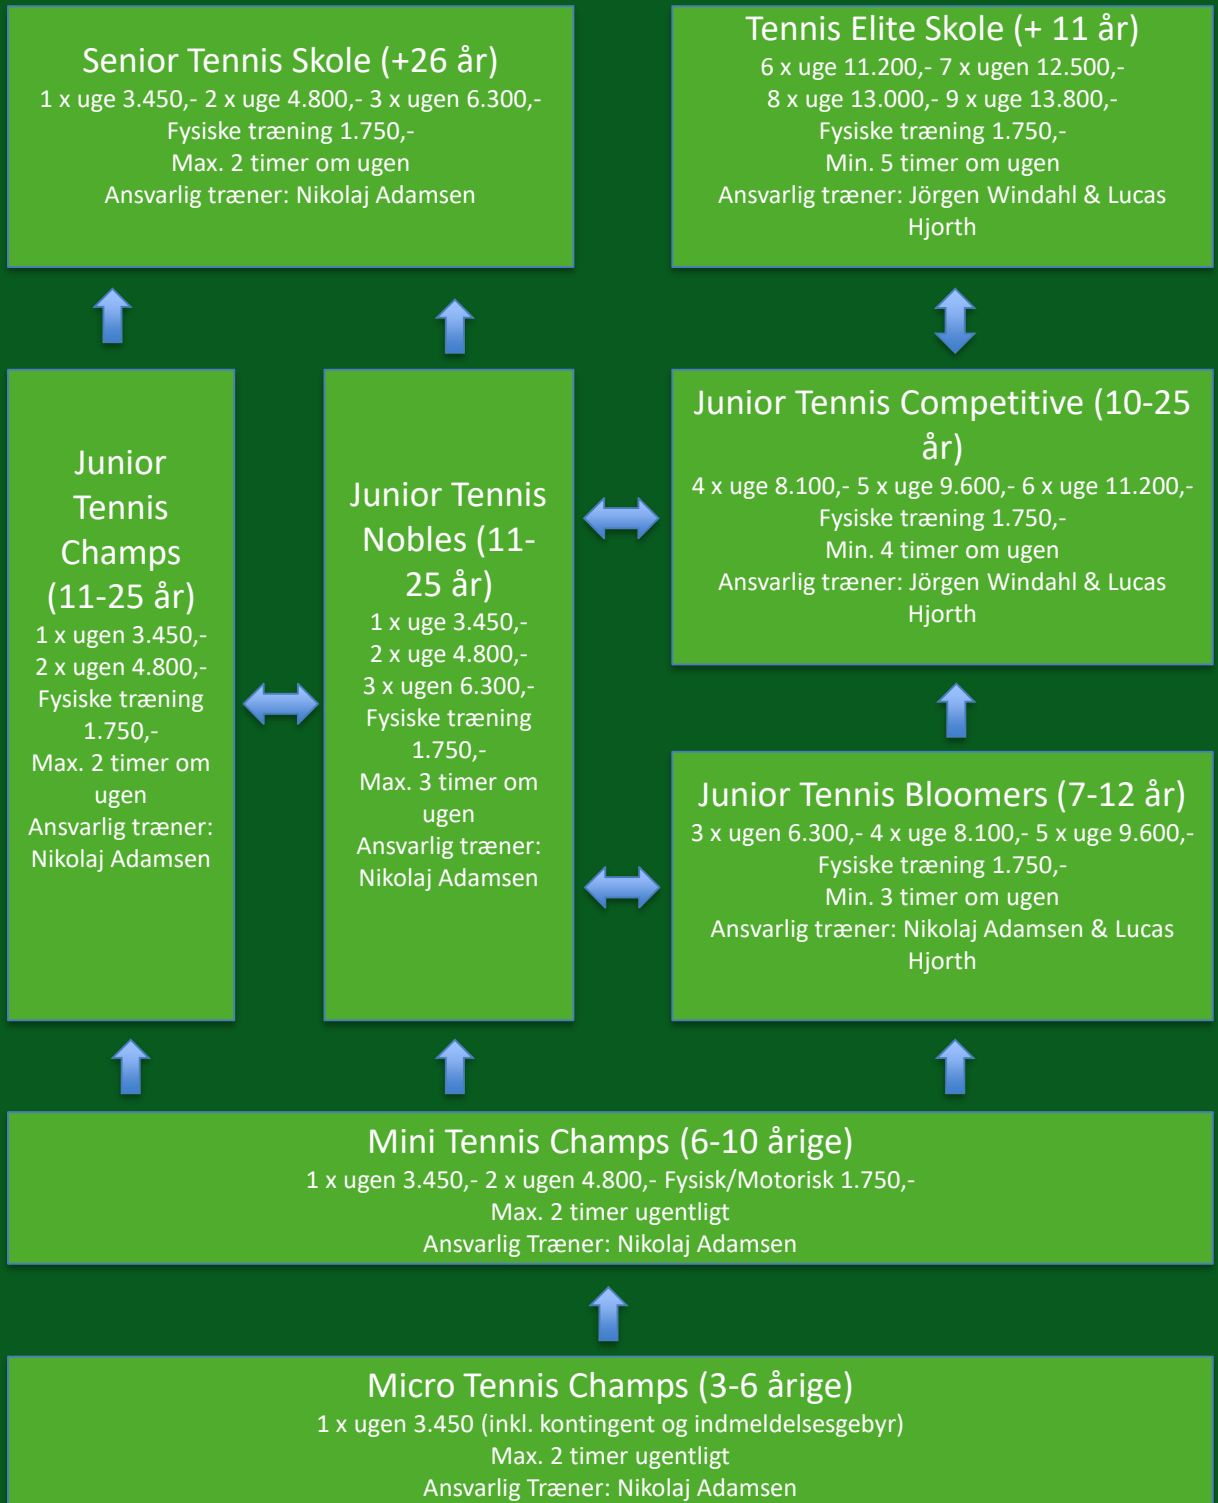 Senior Tennis Skole (+26 år)
1 x uge 3.450,- 2 x uge 4.800,- 3 x ugen 6.300,-
Fysiske træning 1.750,-
Max. 2 timer om ugen
Ansvarlig træner: Nikolaj Adamsen
Tennis Elite Skole (+ 11 år)
6 x uge 11.200,- 7 x ugen 12.500,-
8 x uge 13.000,- 9 x uge 13.800,-
Fysiske træning 1.750,-
Min. 5 timer om ugen
Ansvarlig træner: Jörgen Windahl & Lucas
Hjorth
Junior
Tennis
Champs
(11-25 år)
1 x ugen 3.450,-
2 x ugen 4.800,-
Fysiske træning
1.750,-
Max. 2 timer om
ugen
Ansvarlig træner:
Nikolaj Adamsen
Junior Tennis
Nobles (11-
25 år)
1 x uge 3.450,-
2 x uge 4.800,-
3 x ugen 6.300,-
Fysiske træning
1.750,-
Max. 3 timer om
ugen
Ansvarlig træner:
Nikolaj Adamsen
Junior Tennis Competitive (10-25
år)
4 x uge 8.100,- 5 x uge 9.600,- 6 x uge 11.200,-
Fysiske træning 1.750,-
Min. 4 timer om ugen
Ansvarlig træner: Jörgen Windahl & Lucas
Hjorth
Junior Tennis Bloomers (7-12 år)
3 x ugen 6.300,- 4 x uge 8.100,- 5 x uge 9.600,-
Fysiske træning 1.750,-
Min. 3 timer om ugen
Ansvarlig træner: Nikolaj Adamsen & Lucas
Hjorth
Mini Tennis Champs (6-10 årige)
1 x ugen 3.450,- 2 x ugen 4.800,- Fysisk/Motorisk 1.750,-
Max. 2 timer ugentligt
Ansvarlig Træner: Nikolaj Adamsen
Micro Tennis Champs (3-6 årige)
1 x ugen 3.450 (inkl. kontingent og indmeldelsesgebyr)
Max. 2 timer ugentligt
Ansvarlig Træner: Nikolaj Adamsen